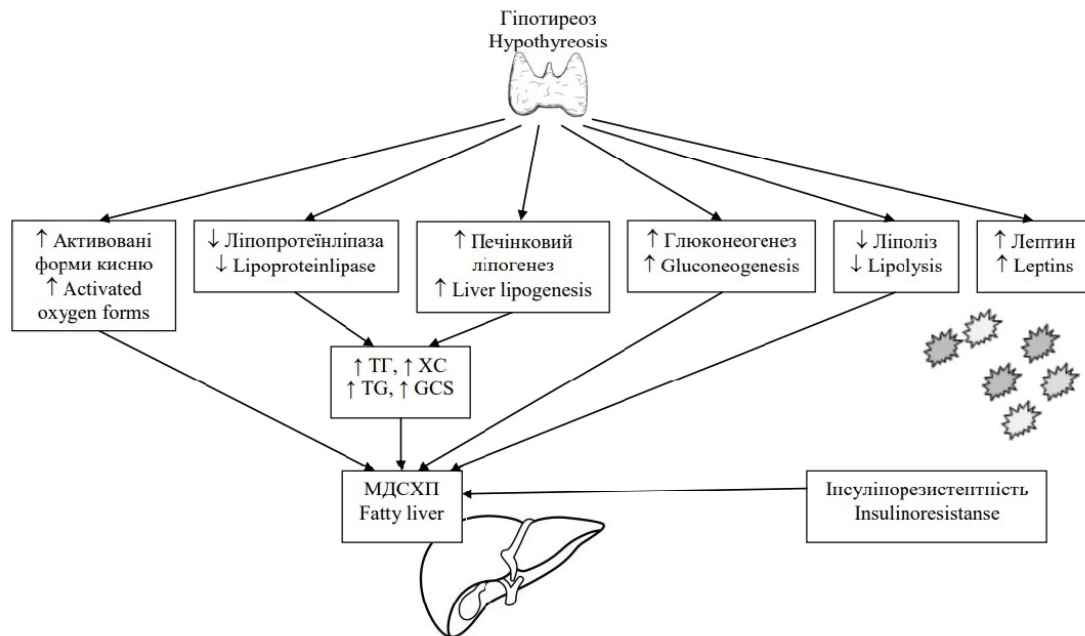 Гіпотиреоз
Hypothyreosis
↑ Активовані
форми кисню
↑ Activated
oxygen forms
↓ Ліпопротеїнліпаза
↓ Lipoproteinlipase
↑ Печінковий
ліпогенез
↑ Liver lipogenesis
↑ Глюконеогенез
↑ Gluconeogenesis
↓ Ліполіз
↓ Lipolysis
↑ Лептин
↑ Leptins
↑ ТГ, ↑ ХС
↑ TG, ↑ GCS
МДСХП
Fatty liver
Інсулінорезистентність
Insulinoresistanse